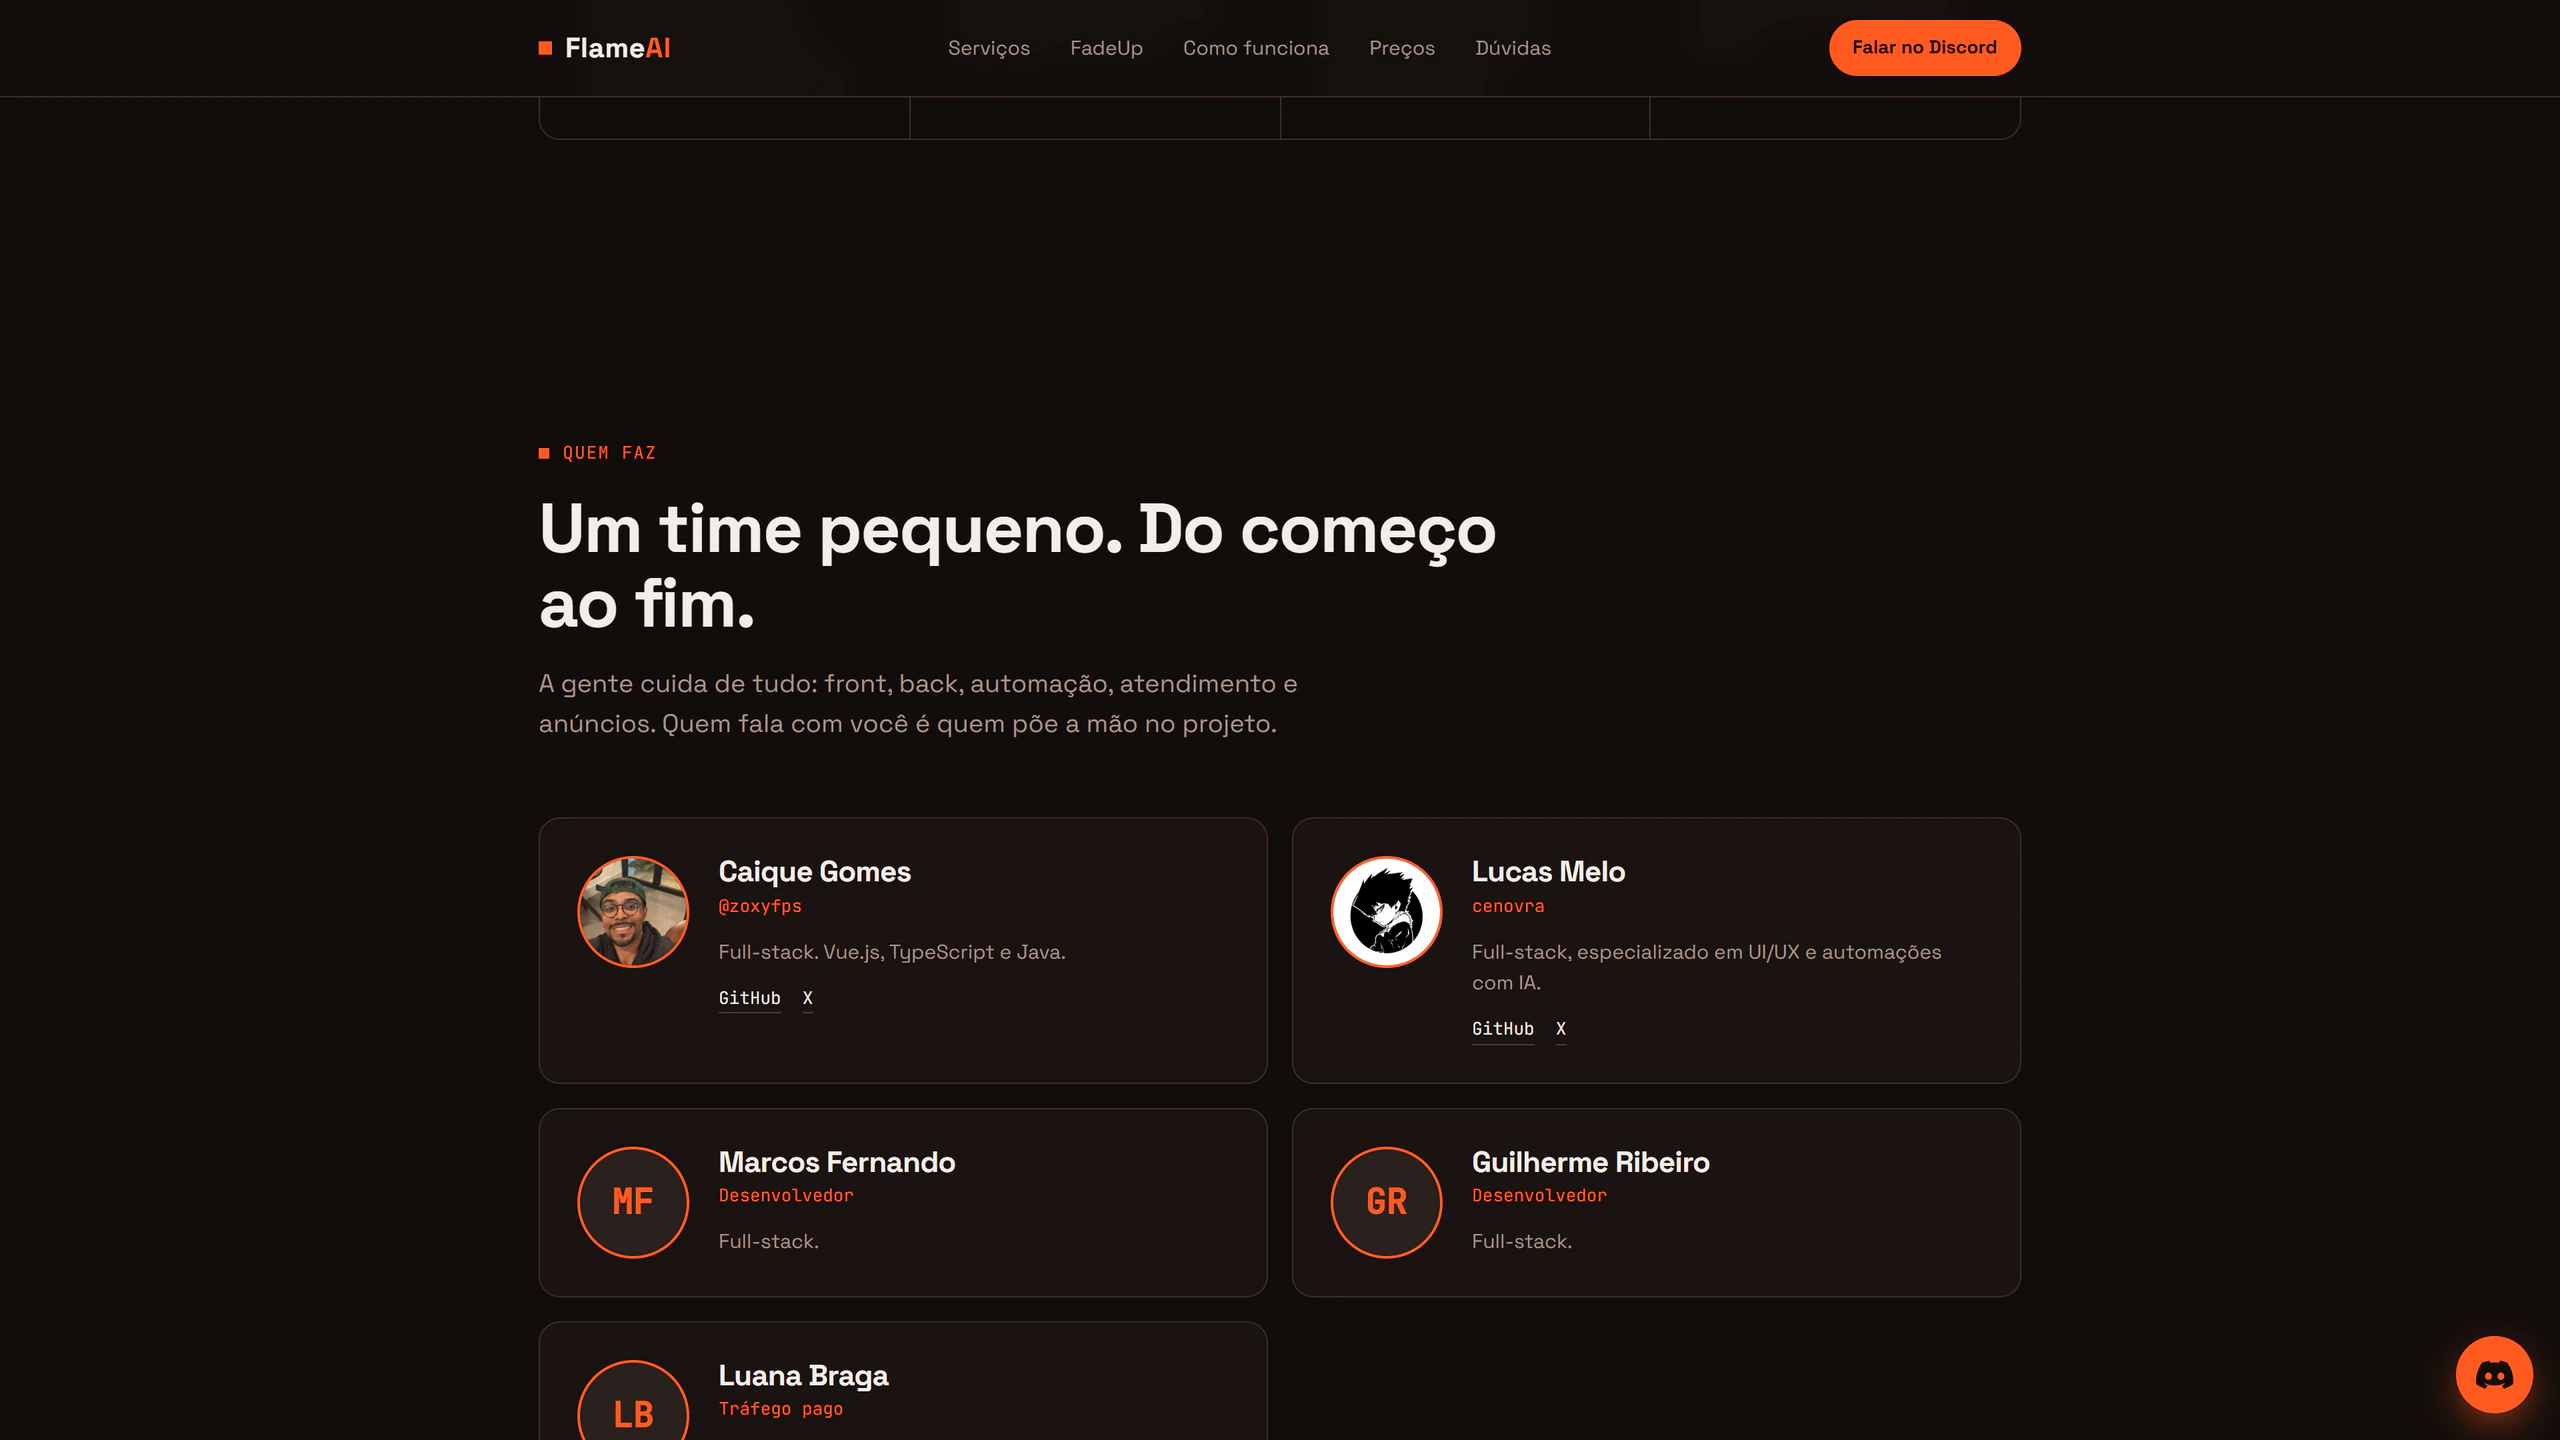 FlameAI
Serviços
FadeUp
Como funciona
Preços
Dúvidas
Falar no Discord
QUEM FAZ
Um time pequeno. Do começo
ao fim.
A gente cuida de tudo: front, back, automação, atendimento e
anúncios. Quem fala com você é quem põe a mão no projeto.
Caique Gomes
@zoxyfps
Full-stack. Vue.js, TypeScript e Java.
GitHub X
Lucas Melo
cenovra
Full-stack, especializado em UI/UX e automações
com IA.
GitHub X
MF
Marcos Fernando
Desenvolvedor
Full-stack.
GR
Guilherme Ribeiro
Desenvolvedor
Full-stack.
LB
Luana Braga
Tráfego pago